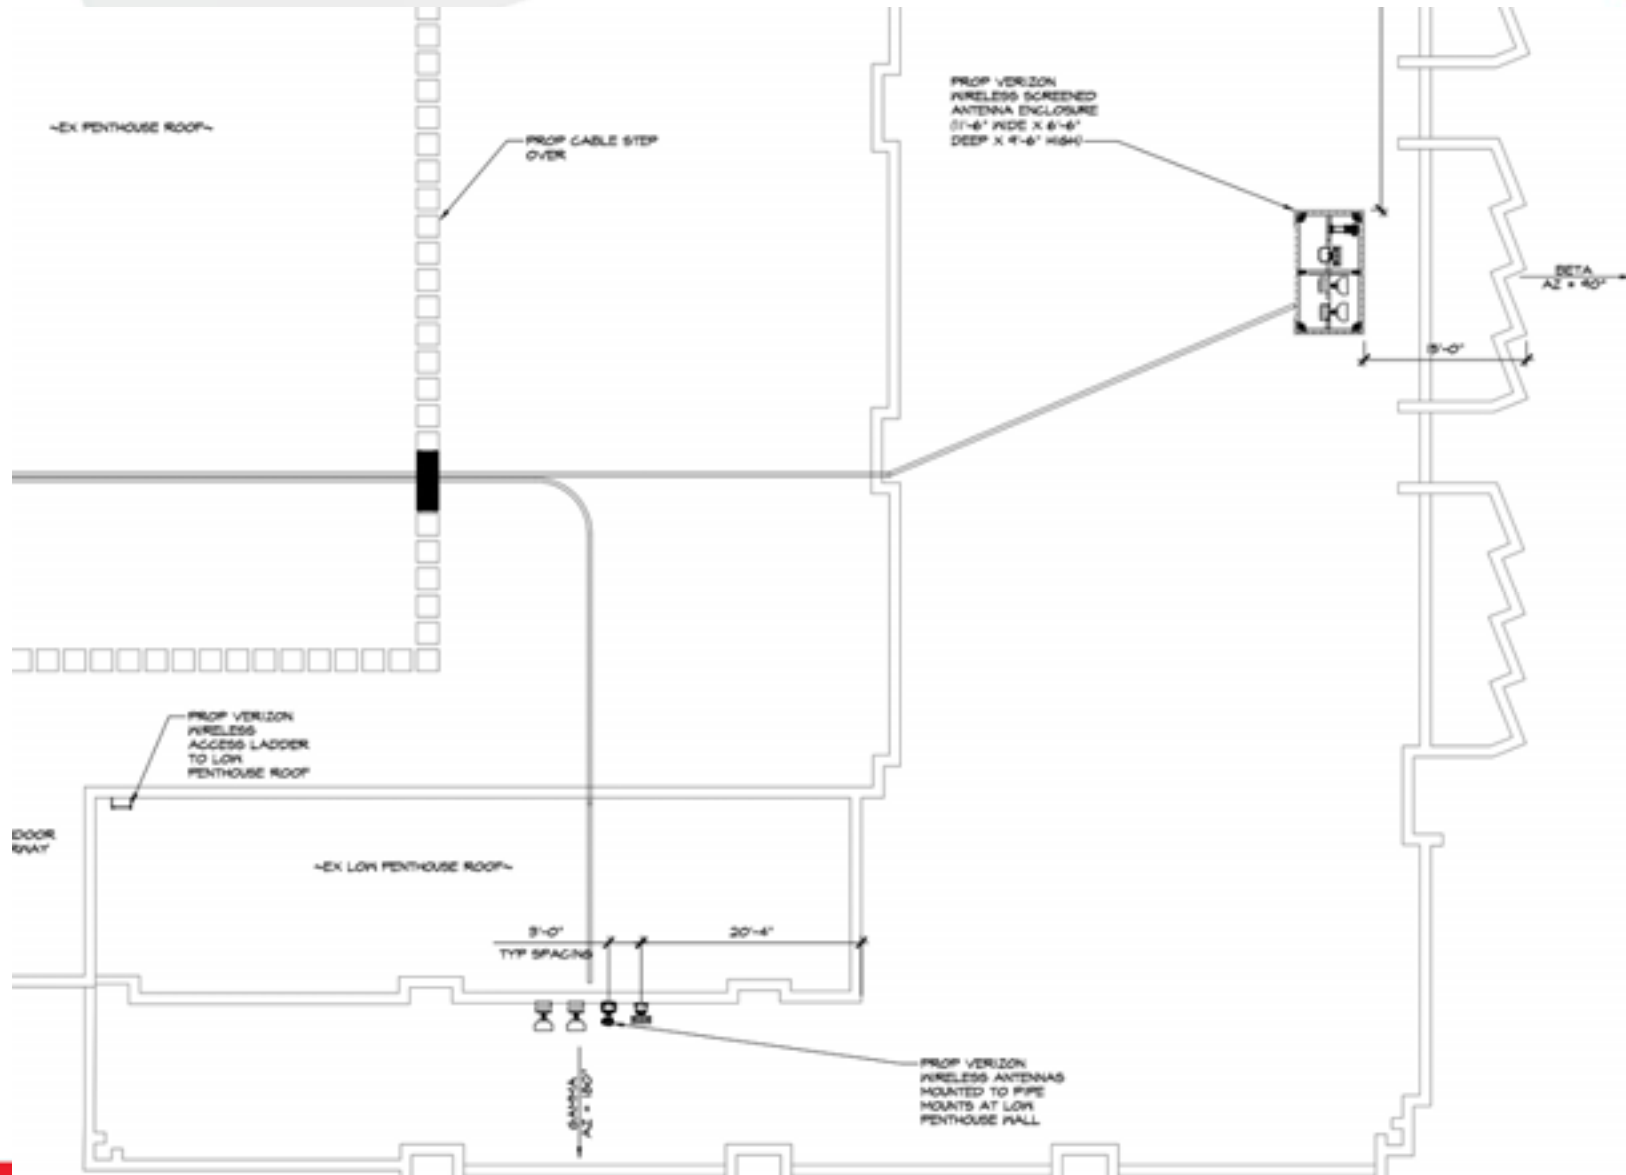 PROP VERIZON
WIRELESS SCREENED
ANTENNA ENCLOSURE
(11'-6" WIDE X 6'-6"
DEEP X 9'-6" HIGH)
~EX PENTHOUSE ROOF~
PROP CABLE STEP
OVER
BETA
AZ = 90°
15'-0"
PROP VERIZON
WIRELESS
ACCESS LADDER
TO LOW
PENTHOUSE ROOF
DOOR
~EX LOW PENTHOUSE ROOF~
3'-0"
20'-4"
TYP SPACING
PROP VERIZON
WIRELESS ANTENNAS
MOUNTED TO PIPE
MOUNTS AT LOW
PENTHOUSE WALL
GAMMA
AZ = 180°